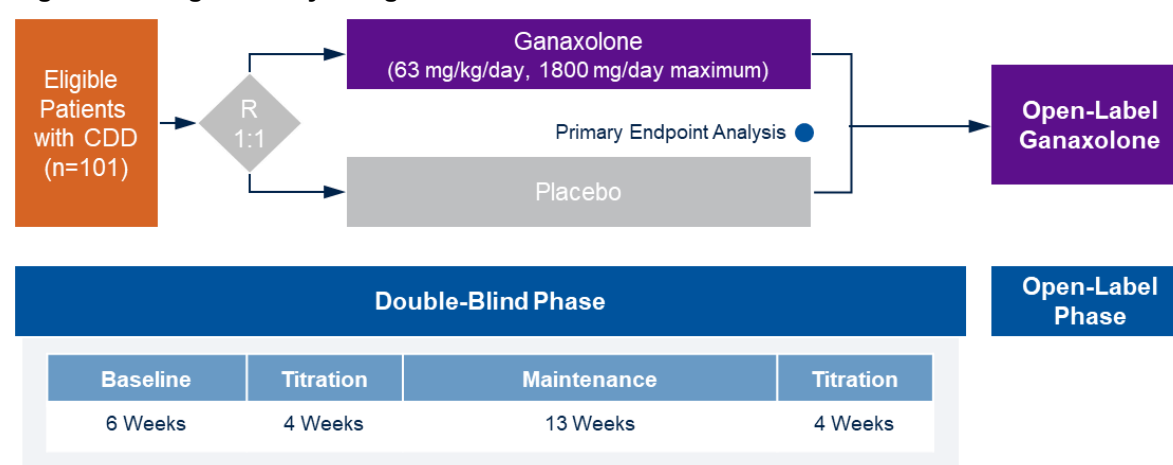 Eligible
Patients
with CDD
(n=101)
R
1:1
Ganaxolone
(63 mg/kg/day, 1800 mg/day maximum)
Primary Endpoint Analysis
Placebo
Open-Label
Ganaxolone
Double-Blind Phase
Open-Label
Phase
Baseline Titration Maintenance Titration
6 Weeks 4 Weeks 13 Weeks 4 Weeks